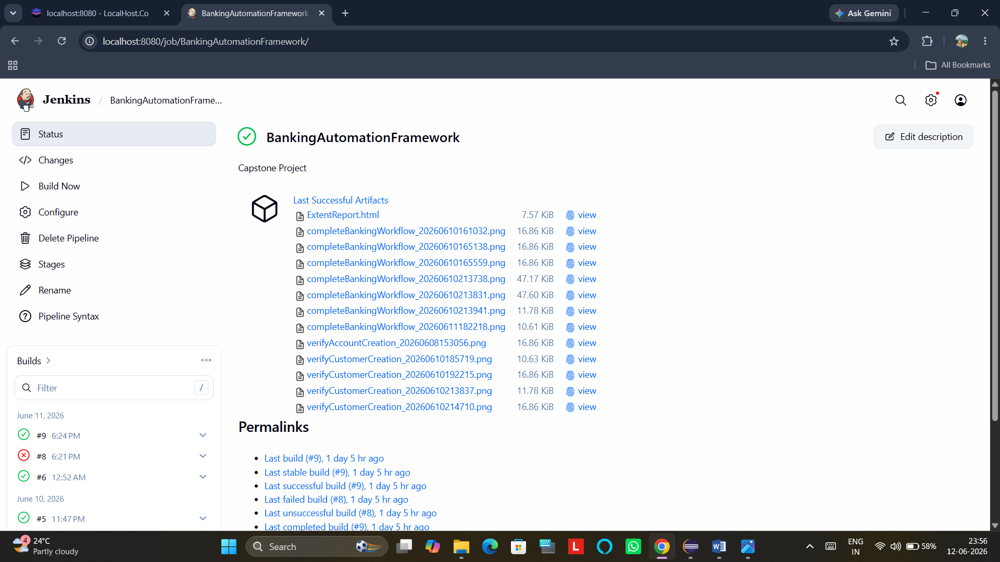 localhost:8080 - LocalHost.Co
BankingAutomationFramework
Ask Gemini
localhost:8080/job/BankingAutomationFramework/
All Bookmarks
Jenkins / BankingAutomationFrame...
Status
Changes
Build Now
Configure
Delete Pipeline
Stages
Rename
Pipeline Syntax
Builds
Filter /
June 11, 2026
#9 6:24 PM
#8 6:21 PM
#6 12:52 AM
June 10, 2026
#5 11:47 PM
BankingAutomationFramework
Edit description
Capstone Project
Last Successful Artifacts
ExtentReport.html 7.57 KiB view
completeBankingWorkflow_20260610161032.png 16.86 KiB view
completeBankingWorkflow_20260610165138.png 16.86 KiB view
completeBankingWorkflow_20260610165559.png 16.86 KiB view
completeBankingWorkflow_20260610213738.png 47.17 KiB view
completeBankingWorkflow_20260610213831.png 47.60 KiB view
completeBankingWorkflow_20260610213941.png 11.78 KiB view
completeBankingWorkflow_20260611182218.png 10.61 KiB view
verifyAccountCreation_20260608153056.png 16.86 KiB view
verifyCustomerCreation_20260610185719.png 10.63 KiB view
verifyCustomerCreation_20260610192215.png 16.86 KiB view
verifyCustomerCreation_20260610213837.png 11.78 KiB view
verifyCustomerCreation_20260610214710.png 16.86 KiB view
Permalinks
Last build (#9), 1 day 5 hr ago
Last stable build (#9), 1 day 5 hr ago
Last successful build (#9), 1 day 5 hr ago
Last failed build (#8), 1 day 5 hr ago
Last unsuccessful build (#8), 1 day 5 hr ago
Last completed build (#9), 1 day 5 hr ago
4
24°C
Partly cloudy
Search
L
W
ENG
IN
58%
23:56
12-06-2026